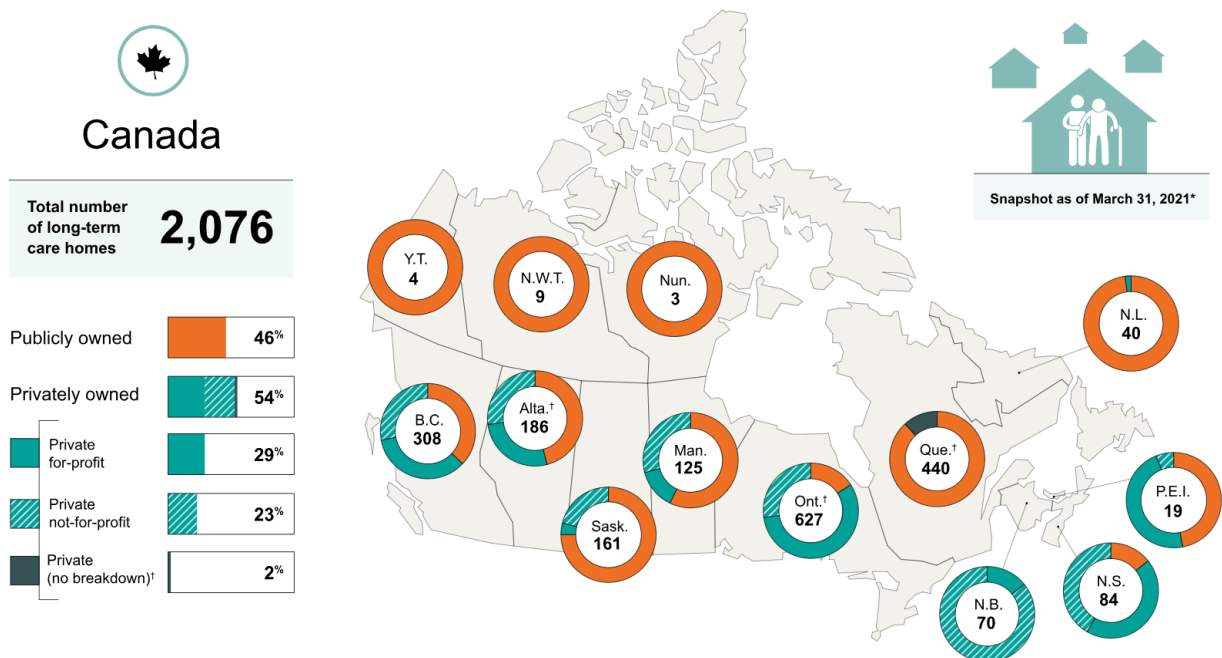 Canada
Total number
of long-term
care homes
2,076
Publicly owned
46%
Privately owned
54%
Private
for-profit
29%
Private
not-for-profit
23%
Private
(no breakdown)†
2%
Snapshot as of March 31, 2021*
Y.T.
4
N.W.T.
9
Nun.
3
N.L.
40
B.C.
308
Alta.†
186
Sask.
161
Man.
125
Ont.†
627
Que.†
440
P.E.I.
19
N.B.
70
N.S.
84